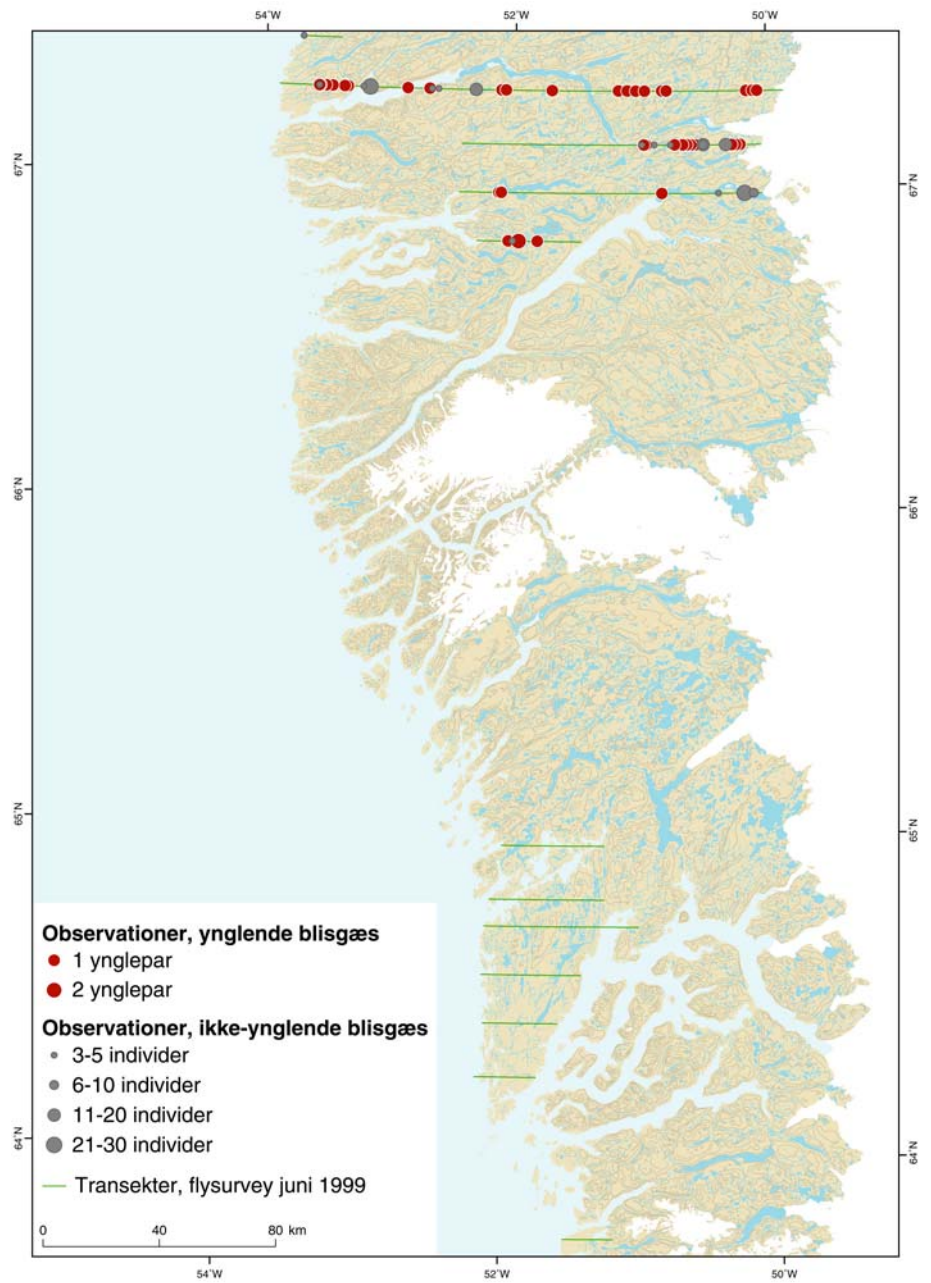 54°W 52°W 50°W
67°N 67°N
66°N 66°N
65°N 65°N
64°N 64°N
Observationer, ynglende blisgæs
1 ynglepar
2 ynglepar
Observationer, ikke-ynglende blisgæs
3-5 individer
6-10 individer
11-20 individer
21-30 individer
Transekter, flysurvey juni 1999
0 40 80 km
54°W 52°W 50°W